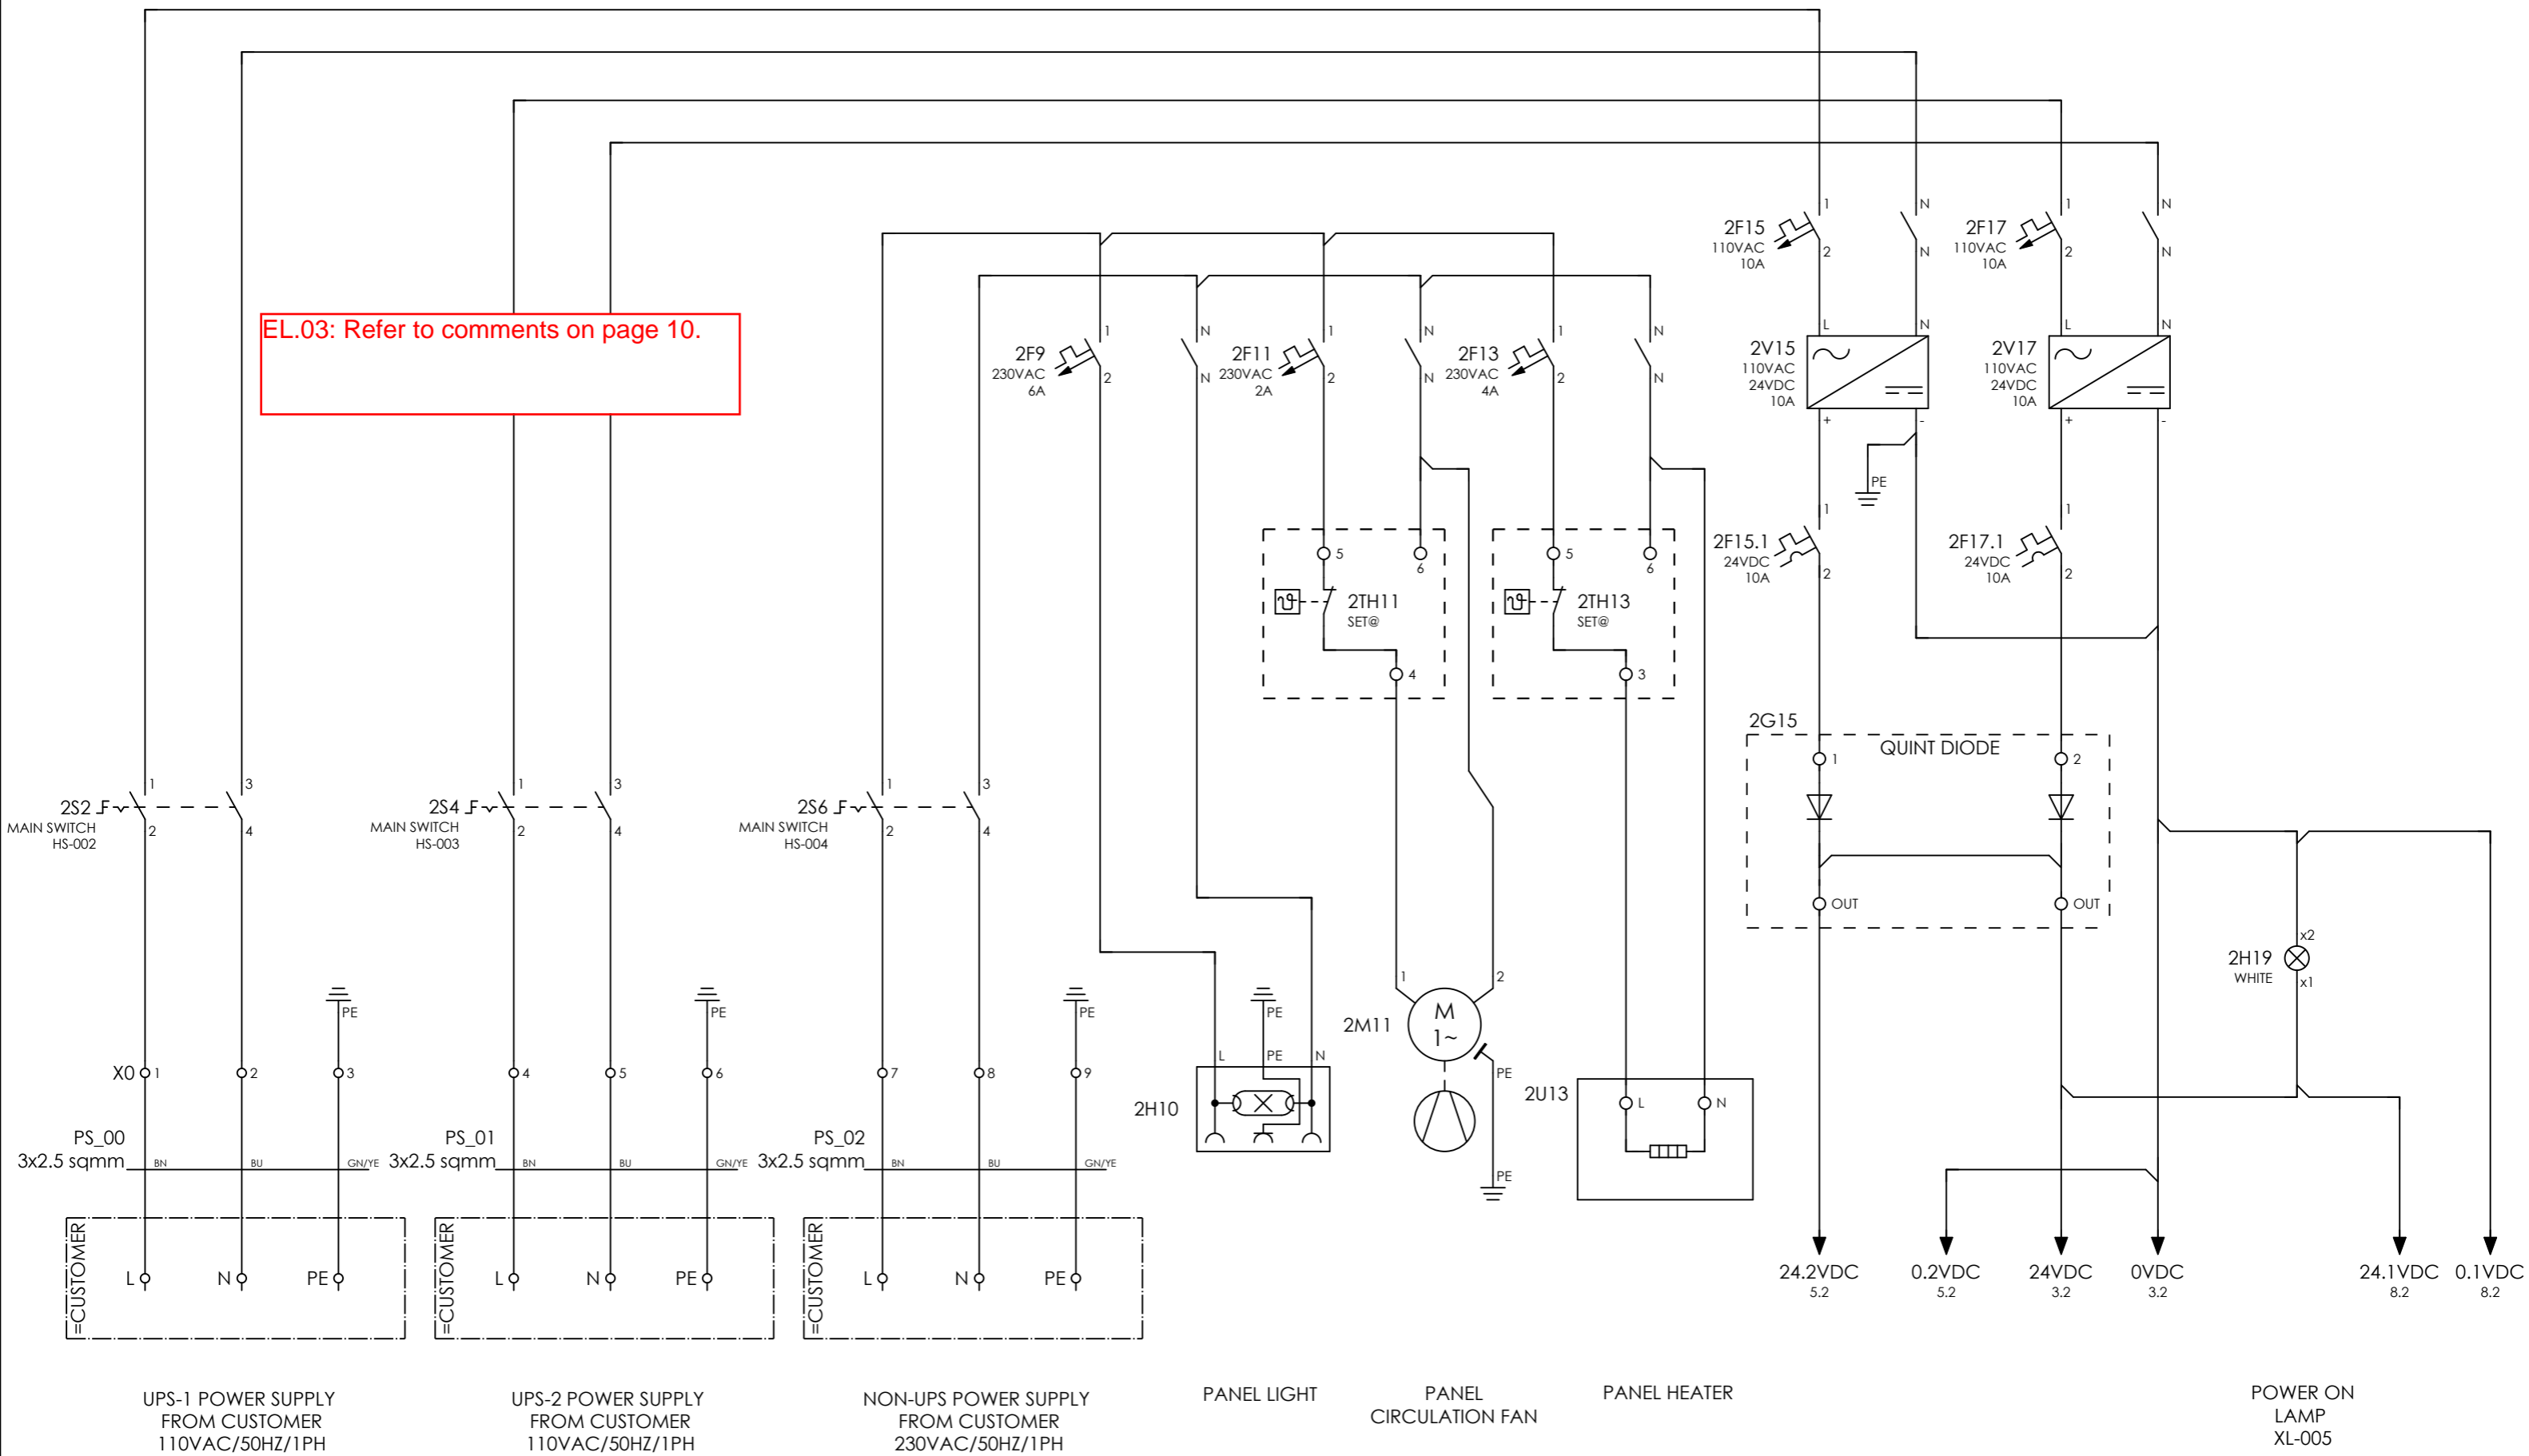 EL.03: Refer to comments on page 10.
2F15
110VAC
10A
1
2
N
N
2F17
110VAC
10A
1
2
N
N
2F9
230VAC
6A
1
2
N
N
2F11
230VAC
2A
1
2
N
N
2F13
230VAC
4A
1
2
N
N
2V15
110VAC
24VDC
10A
L
N
+
-
2V17
110VAC
24VDC
10A
L
N
+
-
PE
2F15.1
24VDC
10A
1
2
2F17.1
24VDC
10A
1
2
5
6
2TH11
SET@
4
5
6
2TH13
SET@
3
2G15
QUINT DIODE
1
2
OUT
OUT
2S2
MAIN SWITCH
HS-002
1
2
3
4
2S4
MAIN SWITCH
HS-003
1
2
3
4
2S6
MAIN SWITCH
HS-004
1
2
3
4
2H19
WHITE
x2
x1
PE
PE
PE
X0
1
2
3
4
5
6
7
8
9
PE
L
PE
N
2H10
1
2
2M11
M
1~
PE
PE
2U13
L
N
PS_00
3x2.5 sqmm
BN
BU
GN/YE
PS_01
3x2.5 sqmm
BN
BU
GN/YE
PS_02
3x2.5 sqmm
BN
BU
GN/YE
=CUSTOMER
L
N
PE
=CUSTOMER
L
N
PE
=CUSTOMER
L
N
PE
24.2VDC
5.2
0.2VDC
5.2
24VDC
3.2
0VDC
3.2
24.1VDC
8.2
0.1VDC
8.2
UPS-1 POWER SUPPLY
FROM CUSTOMER
110VAC/50HZ/1PH
UPS-2 POWER SUPPLY
FROM CUSTOMER
110VAC/50HZ/1PH
NON-UPS POWER SUPPLY
FROM CUSTOMER
230VAC/50HZ/1PH
PANEL LIGHT
PANEL
CIRCULATION FAN
PANEL HEATER
POWER ON
LAMP
XL-005